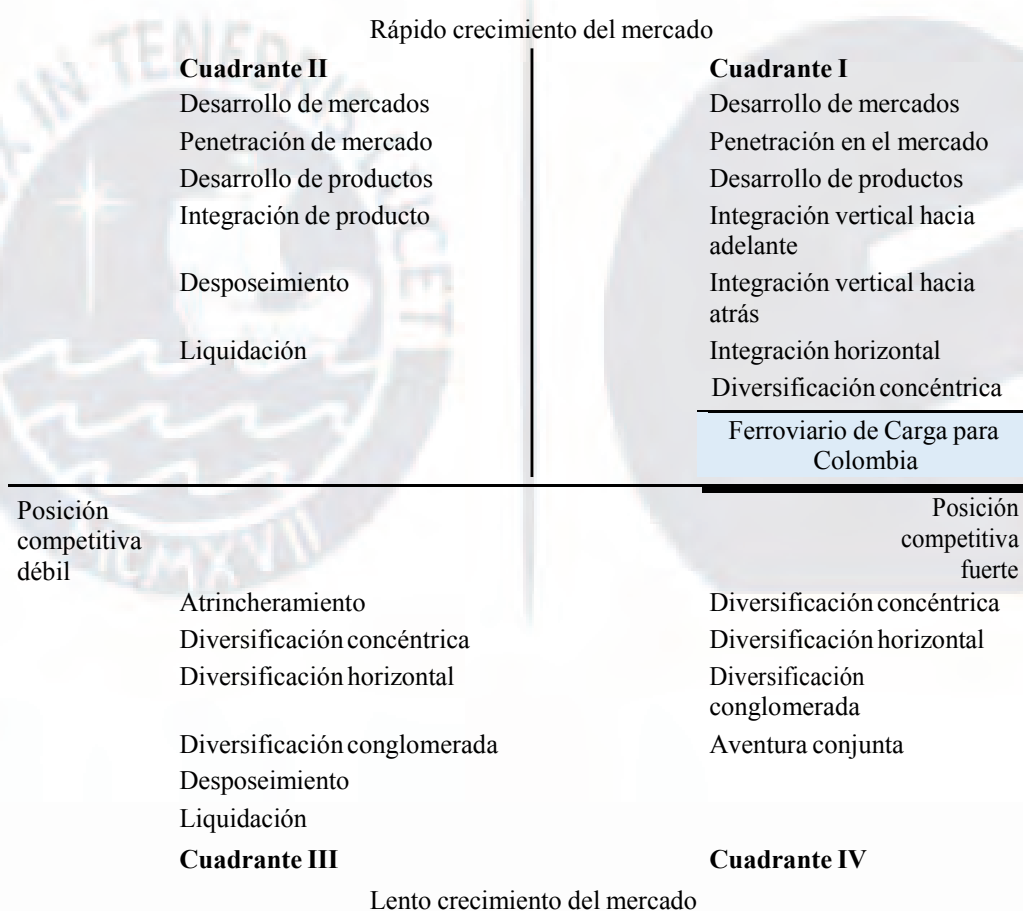 Rápido crecimiento del mercado
Cuadrante II
Desarrollo de mercados
Penetración de mercado
Desarrollo de productos
Integración de producto
Desposeimiento
Liquidación
Cuadrante I
Desarrollo de mercados
Penetración en el mercado
Desarrollo de productos
Integración vertical hacia
adelante
Integración vertical hacia
atrás
Integración horizontal
Diversificación concéntrica
Ferroviario de Carga para
Colombia
Posición
competitiva
débil
Posición
competitiva
fuerte
Atrincheramiento
Diversificación concéntrica
Diversificación horizontal
Diversificación conglomerada
Desposeimiento
Liquidación
Cuadrante III
Diversificación concéntrica
Diversificación horizontal
Diversificación
conglomerada
Aventura conjunta
Cuadrante IV
Lento crecimiento del mercado
IN TENEBRIS LUCET
MCMXVII